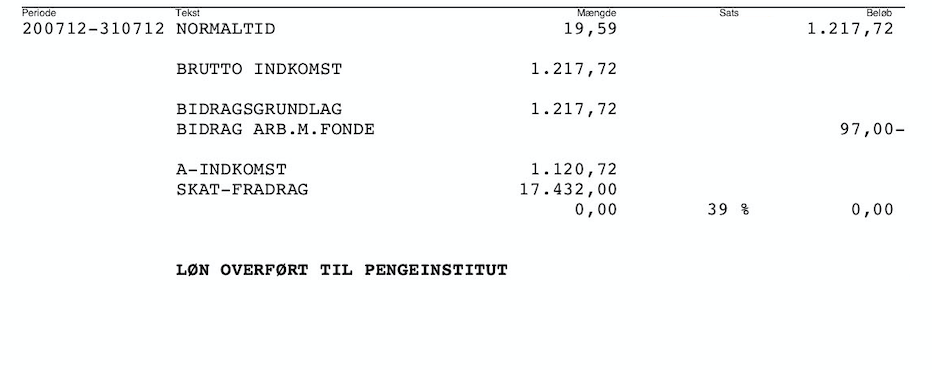 Periode Tekst Mængde Sats Beløb
200712-310712 NORMALTID 19,59 1.217,72
BRUTTO INDKOMST 1.217,72
BIDRAGSGRUNDLAG 1.217,72
BIDRAG ARB.M.FONDE 97,00-
A-INDKOMST 1.120,72
SKAT-FRADRAG 17.432,00
0,00 39 % 0,00
LØN OVERFØRT TIL PENGEINSTITUT